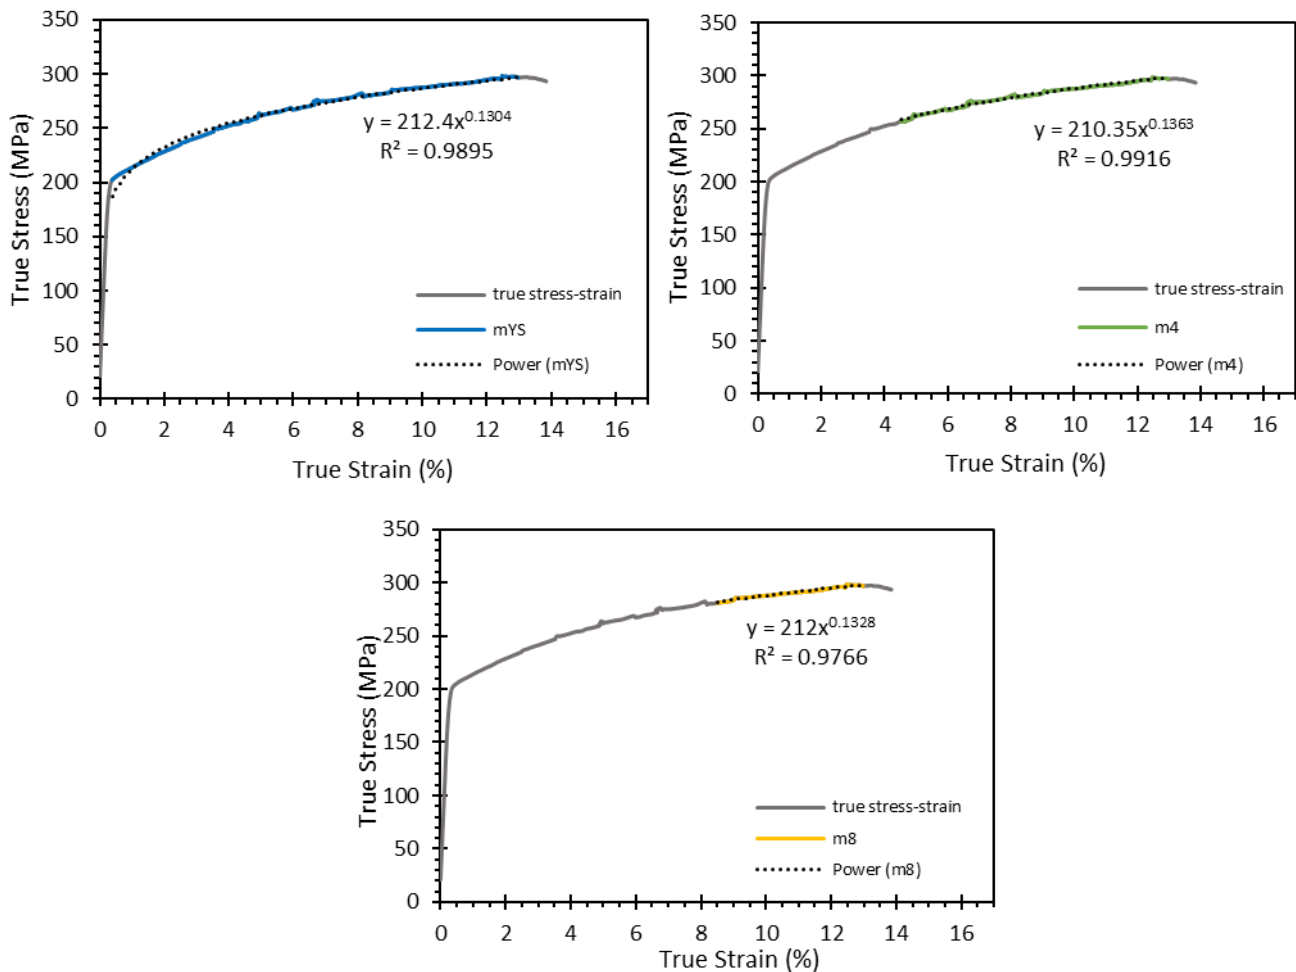 350
300
250
200
150
100
50
0
True Stress (MPa)
y = 212.4x^0.1304
R² = 0.9895
true stress-strain
mYS
Power (mYS)
0 2 4 6 8 10 12 14 16
True Strain (%)
350
300
250
200
150
100
50
0
True Stress (MPa)
y = 210.35x^0.1363
R² = 0.9916
true stress-strain
m4
Power (m4)
0 2 4 6 8 10 12 14 16
True Strain (%)
350
300
250
200
150
100
50
0
True Stress (MPa)
y = 212x^0.1328
R² = 0.9766
true stress-strain
m8
Power (m8)
0 2 4 6 8 10 12 14 16
True Strain (%)